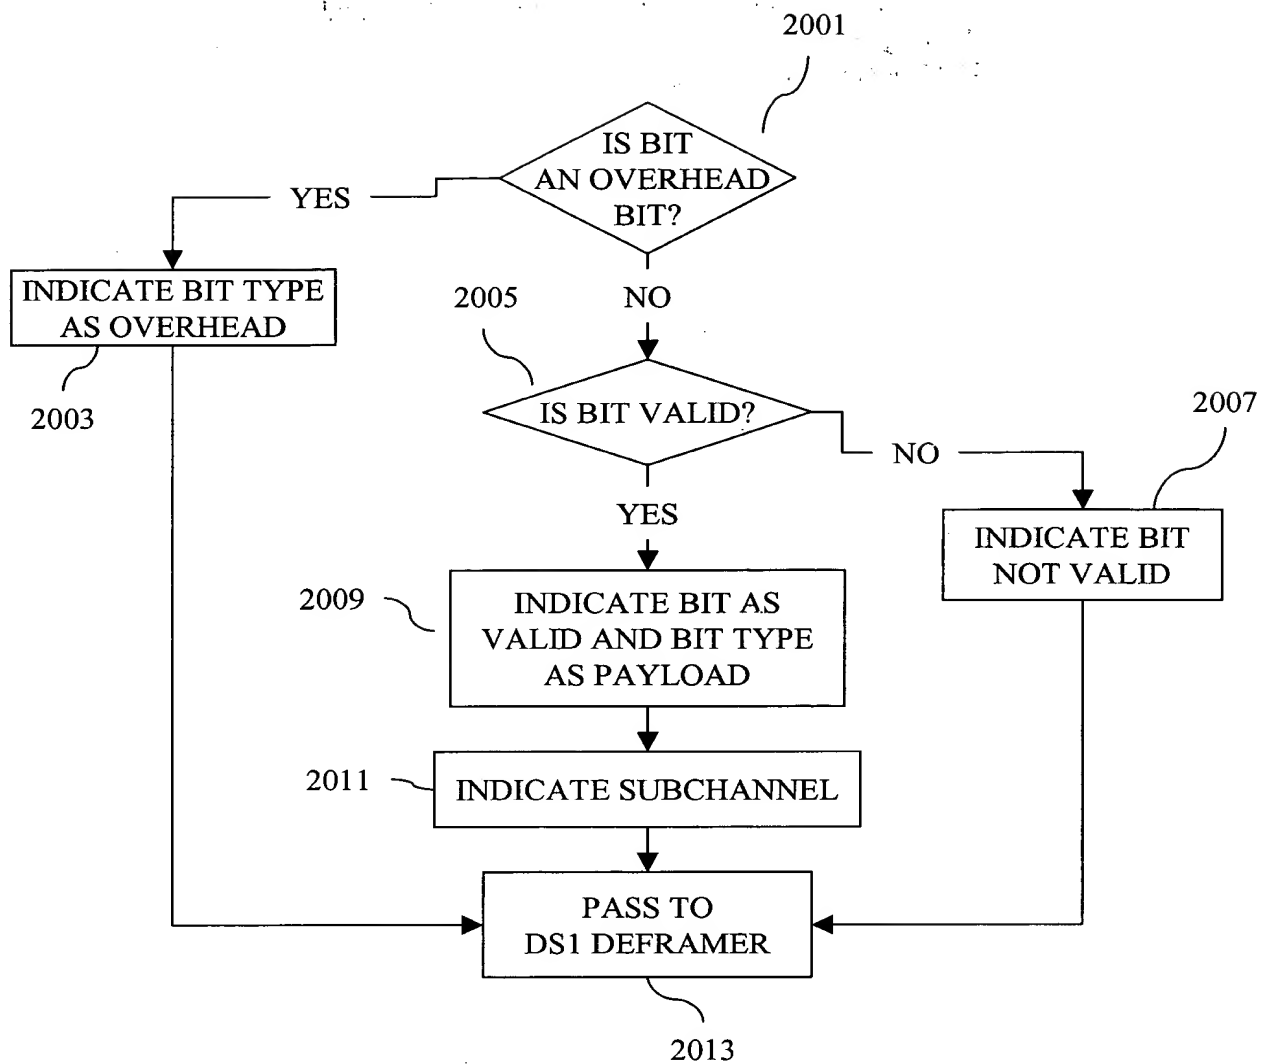 2001
IS BIT
AN OVERHEAD
BIT?
YES
INDICATE BIT TYPE
AS OVERHEAD
2003
NO
2005
IS BIT VALID?
NO
2007
INDICATE BIT
NOT VALID
YES
2009
INDICATE BIT AS
VALID AND BIT TYPE
AS PAYLOAD
2011
INDICATE SUBCHANNEL
PASS TO
DS1 DEFRAMER
2013